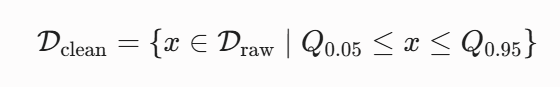 𝒟_clean = {x ∈ 𝒟_raw | Q_0.05 ≤ x ≤ Q_0.95}